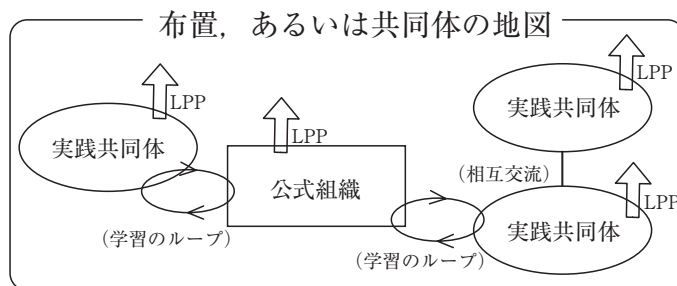 布置，あるいは共同体の地図
LPP
実践共同体
LPP
公式組織
LPP
実践共同体
（相互交流）
LPP
実践共同体
（学習のループ）
（学習のループ）